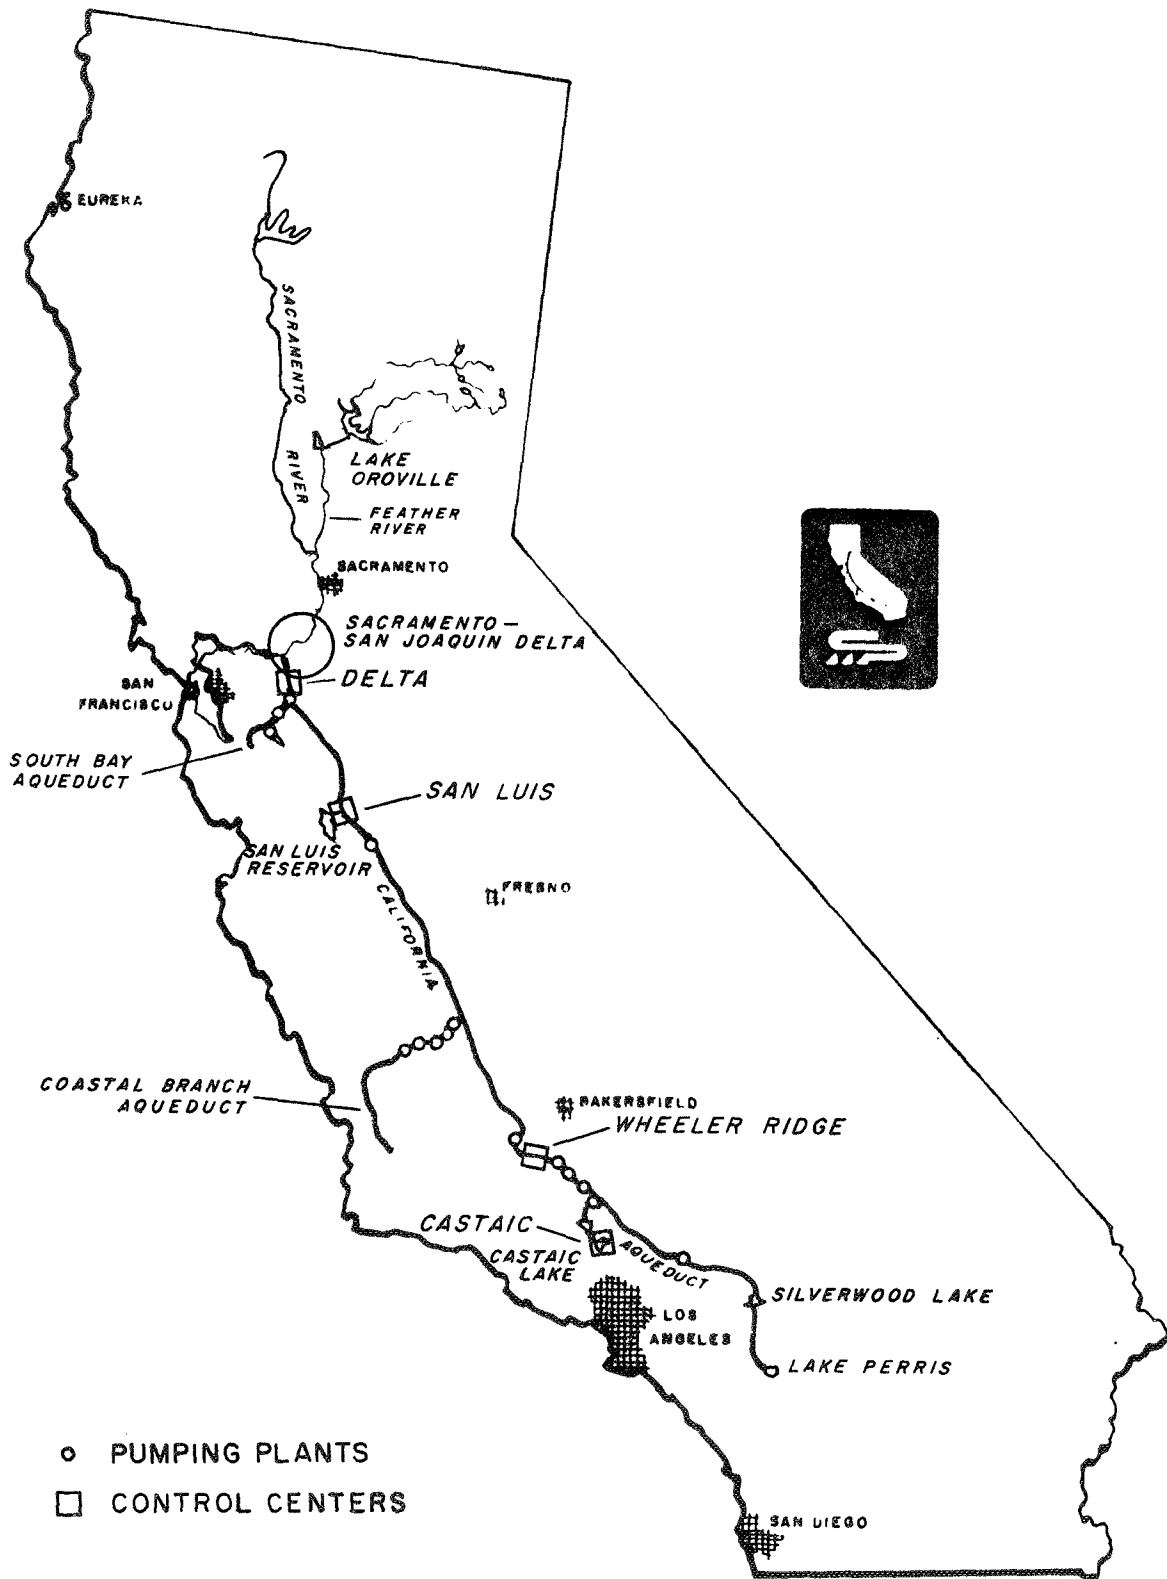 EUREKA
SACRAMENTO
RIVER
LAKE
OROVILLE
FEATHER
RIVER
SACRAMENTO
SACRAMENTO –
SAN JOAQUIN DELTA
DELTA
SAN
FRANCISCO
SOUTH BAY
AQUEDUCT
SAN LUIS
SAN LUIS
RESERVOIR
FRESNO
CALIFORNIA
COASTAL BRANCH
AQUEDUCT
BAKERSFIELD
WHEELER RIDGE
CASTAIC
CASTAIC
LAKE
AQUEDUCT
SILVERWOOD LAKE
LOS
ANGELES
LAKE PERRIS
PUMPING PLANTS
CONTROL CENTERS
SAN DIEGO